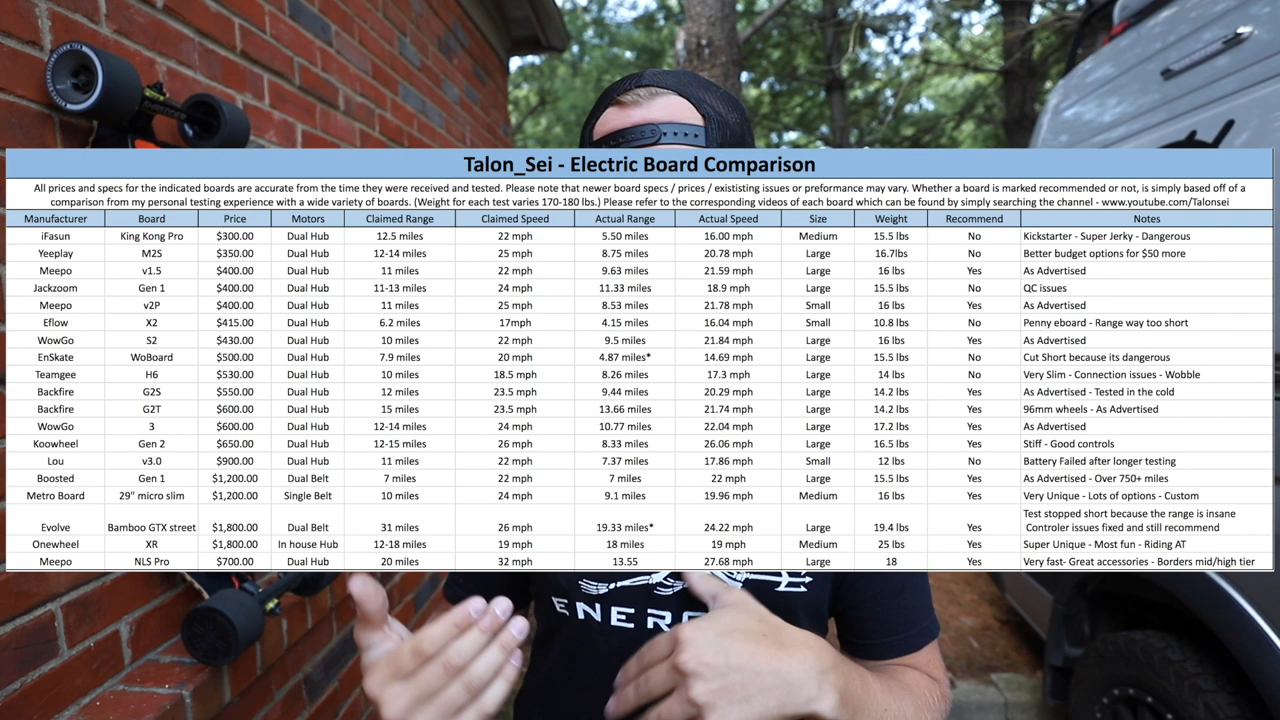 Talon_Sei - Electric Board Comparison
All prices and specs for the indicated boards are accurate from the time they were received and tested. Please note that newer board specs / prices / exististing issues or preformance may vary. Whether a board is marked recommended or not, is simply based off of a
comparison from my personal testing experience with a wide variety of boards. (Weight for each test varies 170-180 lbs.) Please refer to the corresponding videos of each board which can be found by simply searching the channel - www.youtube.com/Talonsei
Manufacturer Board Price Motors Claimed Range Claimed Speed Actual Range Actual Speed Size Weight Recommend Notes
iFasun King Kong Pro $300.00 Dual Hub 12.5 miles 22 mph 5.50 miles 16.00 mph Medium 15.5 lbs No Kickstarter - Super Jerky - Dangerous
Yeeplay M2S $350.00 Dual Hub 12-14 miles 25 mph 8.75 miles 20.78 mph Large 16.7lbs No Better budget options for $50 more
Meepo v1.5 $400.00 Dual Hub 11 miles 22 mph 9.63 miles 21.59 mph Large 16 lbs Yes As Advertised
Jackzoom Gen 1 $400.00 Dual Hub 11-13 miles 24 mph 11.33 miles 18.9 mph Large 15.5 lbs No QC issues
Meepo v2P $400.00 Dual Hub 11 miles 25 mph 8.53 miles 21.78 mph Small 16 lbs Yes As Advertised
Eflow X2 $415.00 Dual Hub 6.2 miles 17mph 4.15 miles 16.04 mph Small 10.8 lbs No Penny eboard - Range way too short
WowGo S2 $430.00 Dual Hub 10 miles 22 mph 9.5 miles 21.84 mph Large 16 lbs Yes As Advertised
EnSkate WoBoard $500.00 Dual Hub 7.9 miles 20 mph 4.87 miles* 14.69 mph Large 15.5 lbs No Cut Short because its dangerous
Teamgee H6 $530.00 Dual Hub 10 miles 18.5 mph 8.26 miles 17.3 mph Large 14 lbs No Very Slim - Connection issues - Wobble
Backfire G2S $550.00 Dual Hub 12 miles 23.5 mph 9.44 miles 20.29 mph Large 14.2 lbs Yes As Advertised - Tested in the cold
Backfire G2T $600.00 Dual Hub 15 miles 23.5 mph 13.66 miles 21.74 mph Large 14.2 lbs Yes 96mm wheels - As Advertised
WowGo 3 $600.00 Dual Hub 12-14 miles 24 mph 10.77 miles 22.04 mph Large 17.2 lbs Yes As Advertised
Koowheel Gen 2 $650.00 Dual Hub 12-15 miles 26 mph 8.33 miles 26.06 mph Large 16.5 lbs Yes Stiff - Good controls
Lou v3.0 $900.00 Dual Hub 11 miles 22 mph 7.37 miles 17.86 mph Small 12 lbs No Battery Failed after longer testing
Boosted Gen 1 $1,200.00 Dual Belt 7 miles 22 mph 7 miles 22 mph Large 15.5 lbs Yes As Advertised - Over 750+ miles
Metro Board 29" micro slim $1,200.00 Single Belt 10 miles 24 mph 9.1 miles 19.96 mph Medium 16 lbs Yes Very Unique - Lots of options - Custom
Test stopped short because the range is insane
Evolve Bamboo GTX street $1,800.00 Dual Belt 31 miles 26 mph 19.33 miles* 24.22 mph Large 19.4 lbs Yes Controler issues fixed and still recommend
Onewheel XR $1,800.00 In house Hub 12-18 miles 19 mph 18 miles 19 mph Medium 25 lbs Yes Super Unique - Most fun - Riding AT
Meepo NLS Pro $700.00 Dual Hub 20 miles 32 mph 13.55 27.68 mph Large 18 Yes Very fast- Great accessories - Borders mid/high tier